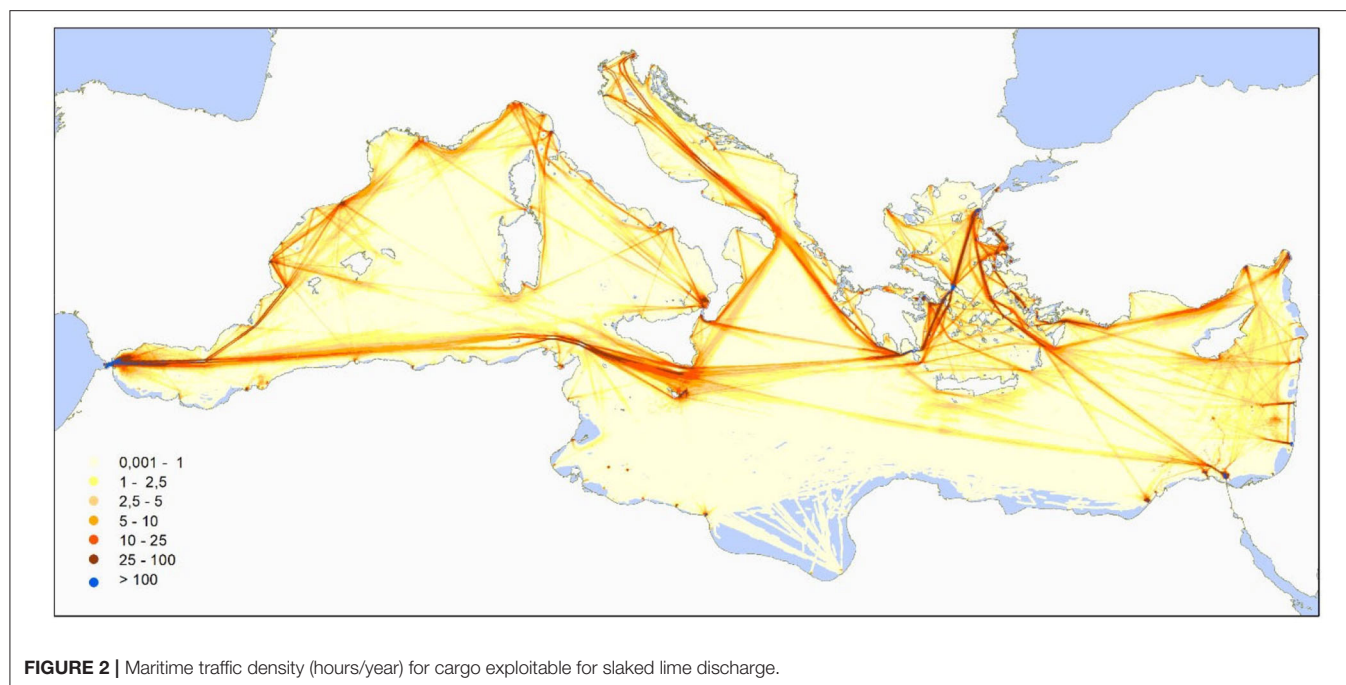 0,001 - 1
1 - 2,5
2,5 - 5
5 - 10
10 - 25
25 - 100
> 100
FIGURE 2 | Maritime traffic density (hours/year) for cargo exploitable for slaked lime discharge.